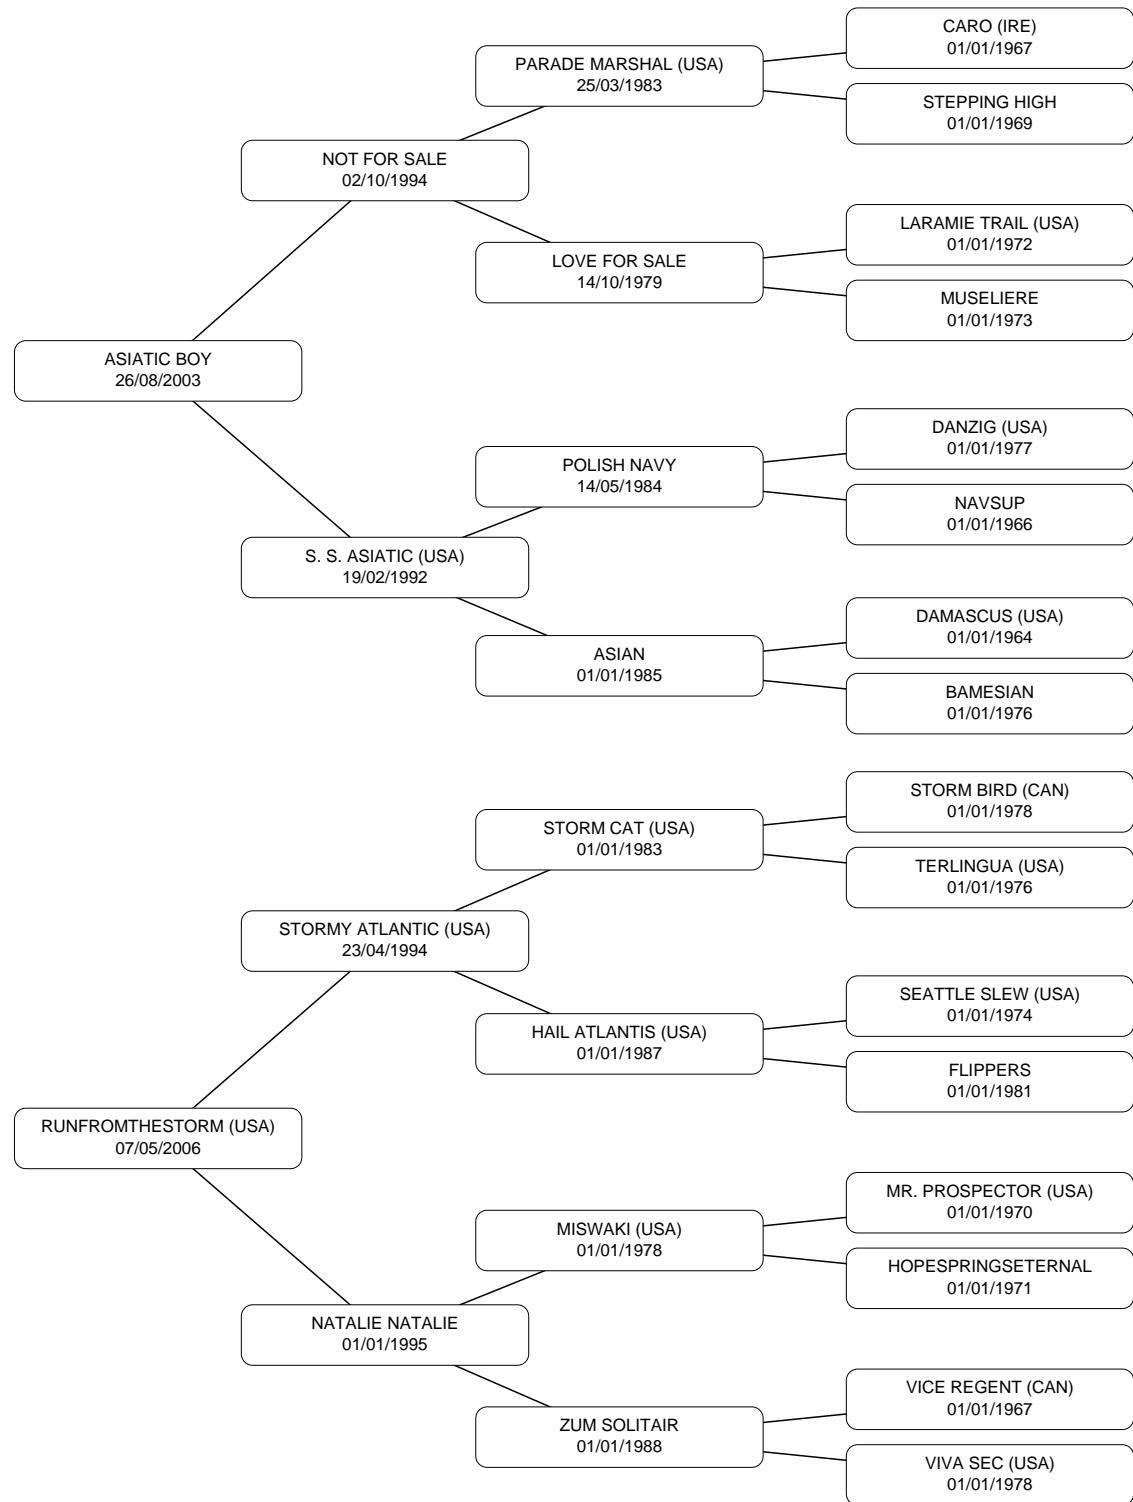 CARO (IRE)
01/01/1967
PARADE MARSHAL (USA)
25/03/1983
STEPPING HIGH
01/01/1969
NOT FOR SALE
02/10/1994
LARAMIE TRAIL (USA)
01/01/1972
LOVE FOR SALE
14/10/1979
MUSELIERE
01/01/1973
ASIATIC BOY
26/08/2003
DANZIG (USA)
01/01/1977
POLISH NAVY
14/05/1984
NAVSUP
01/01/1966
S. S. ASIATIC (USA)
19/02/1992
DAMASCUS (USA)
01/01/1964
ASIAN
01/01/1985
BAMESIAN
01/01/1976
STORM BIRD (CAN)
01/01/1978
STORM CAT (USA)
01/01/1983
TERLINGUA (USA)
01/01/1976
STORMY ATLANTIC (USA)
23/04/1994
SEATTLE SLEW (USA)
01/01/1974
HAIL ATLANTIS (USA)
01/01/1987
FLIPPERS
01/01/1981
RUNFROMTHESTORM (USA)
07/05/2006
MR. PROSPECTOR (USA)
01/01/1970
MISWAKI (USA)
01/01/1978
HOPESPRINGSETERNAL
01/01/1971
NATALIE NATALIE
01/01/1995
VICE REGENT (CAN)
01/01/1967
ZUM SOLITAIR
01/01/1988
VIVA SEC (USA)
01/01/1978